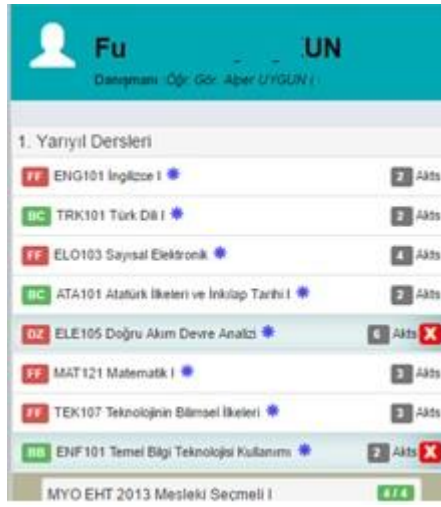 Fu UN
Danışmanı :Öğr. Gör. Alper UYGUN (
1. Yarıyıl Dersleri
FF ENG101 İngilizce I 2 Akts
BC TRK101 Türk Dili I 2 Akts
FF ELO103 Sayısal Elektronik 4 Akts
BC ATA101 Atatürk İlkeleri ve İnkılap Tarihi I 2 Akts
DZ ELE105 Doğru Akım Devre Analizi 6 Akts X
FF MAT121 Matematik I 3 Akts
FF TEK107 Teknolojinin Bilimsel İlkeleri 3 Akts
BB ENF101 Temel Bilgi Teknolojisi Kullanımı 2 Akts X
MYO EHT 2013 Mesleki Seçmeli I 4 / 4